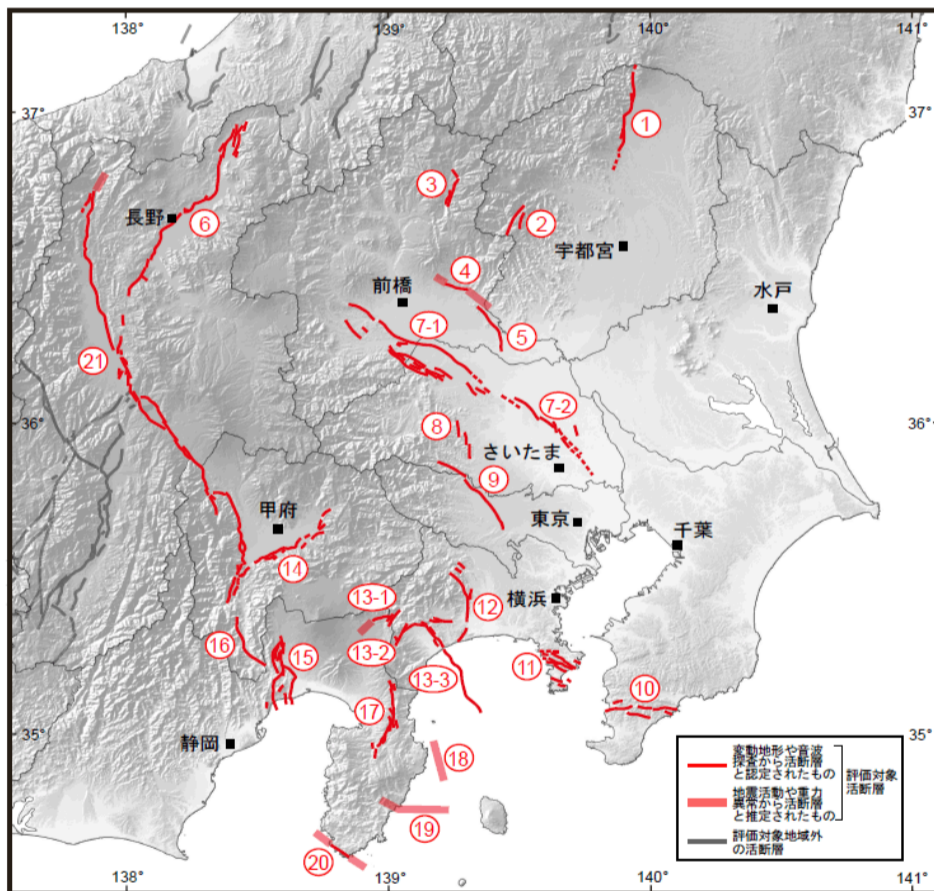 138°
139°
140°
141°
37°
37°
①
③
長野
⑥
②
宇都宮
④
前橋
水戸
7-1
⑤
21
36°
7-2
36°
⑧
さいたま
⑨
甲府
東京
千葉
14
13-1
12
横浜
16
13-2
15
11
13-3
10
17
35°
35°
静岡
18
19
20
変動地形や音波
探査から活断層
と認定されたもの
地震活動や重力
異常から活断層
と推定されたもの
評価対象
活断層
評価対象地域外
の活断層
138°
139°
140°
141°